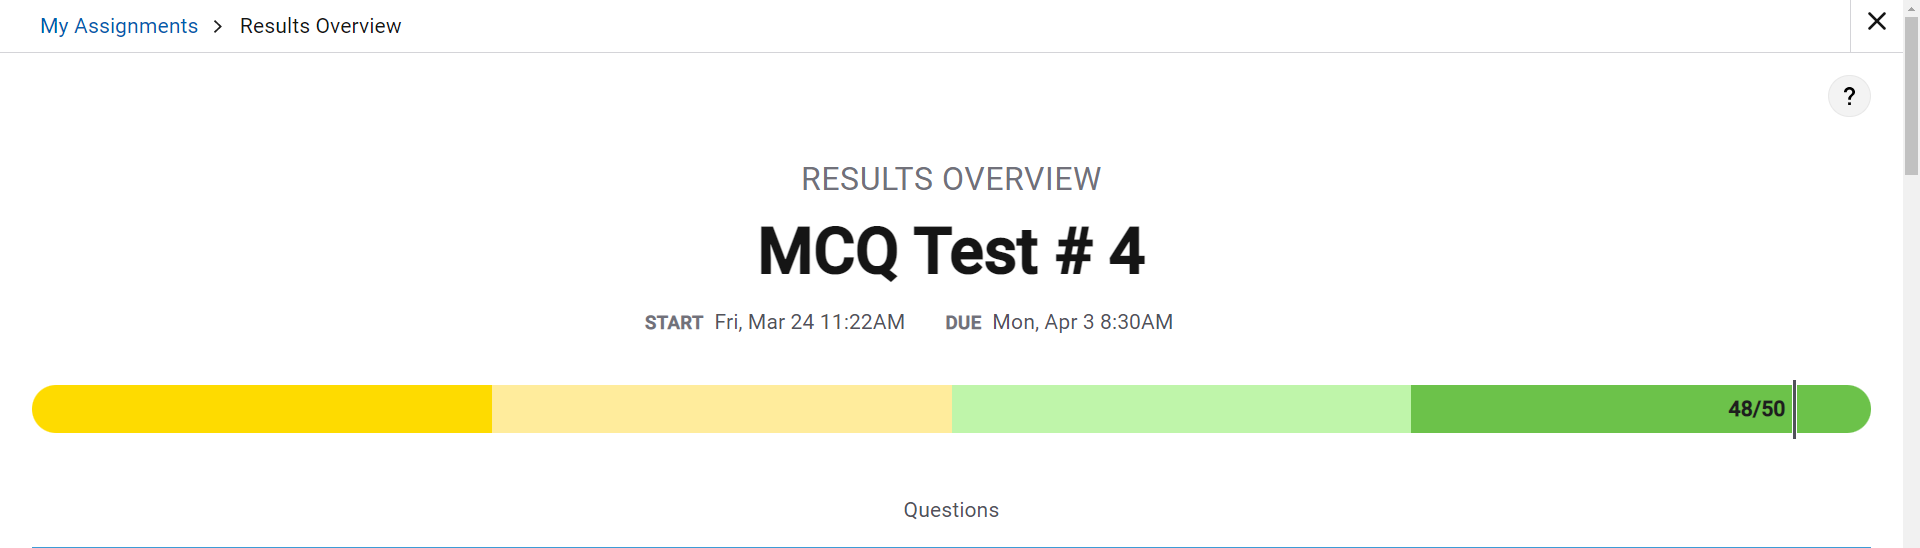 My Assignments > Results Overview
?
RESULTS OVERVIEW
MCQ Test # 4
START Fri, Mar 24 11:22AM DUE Mon, Apr 3 8:30AM
48/50
Questions